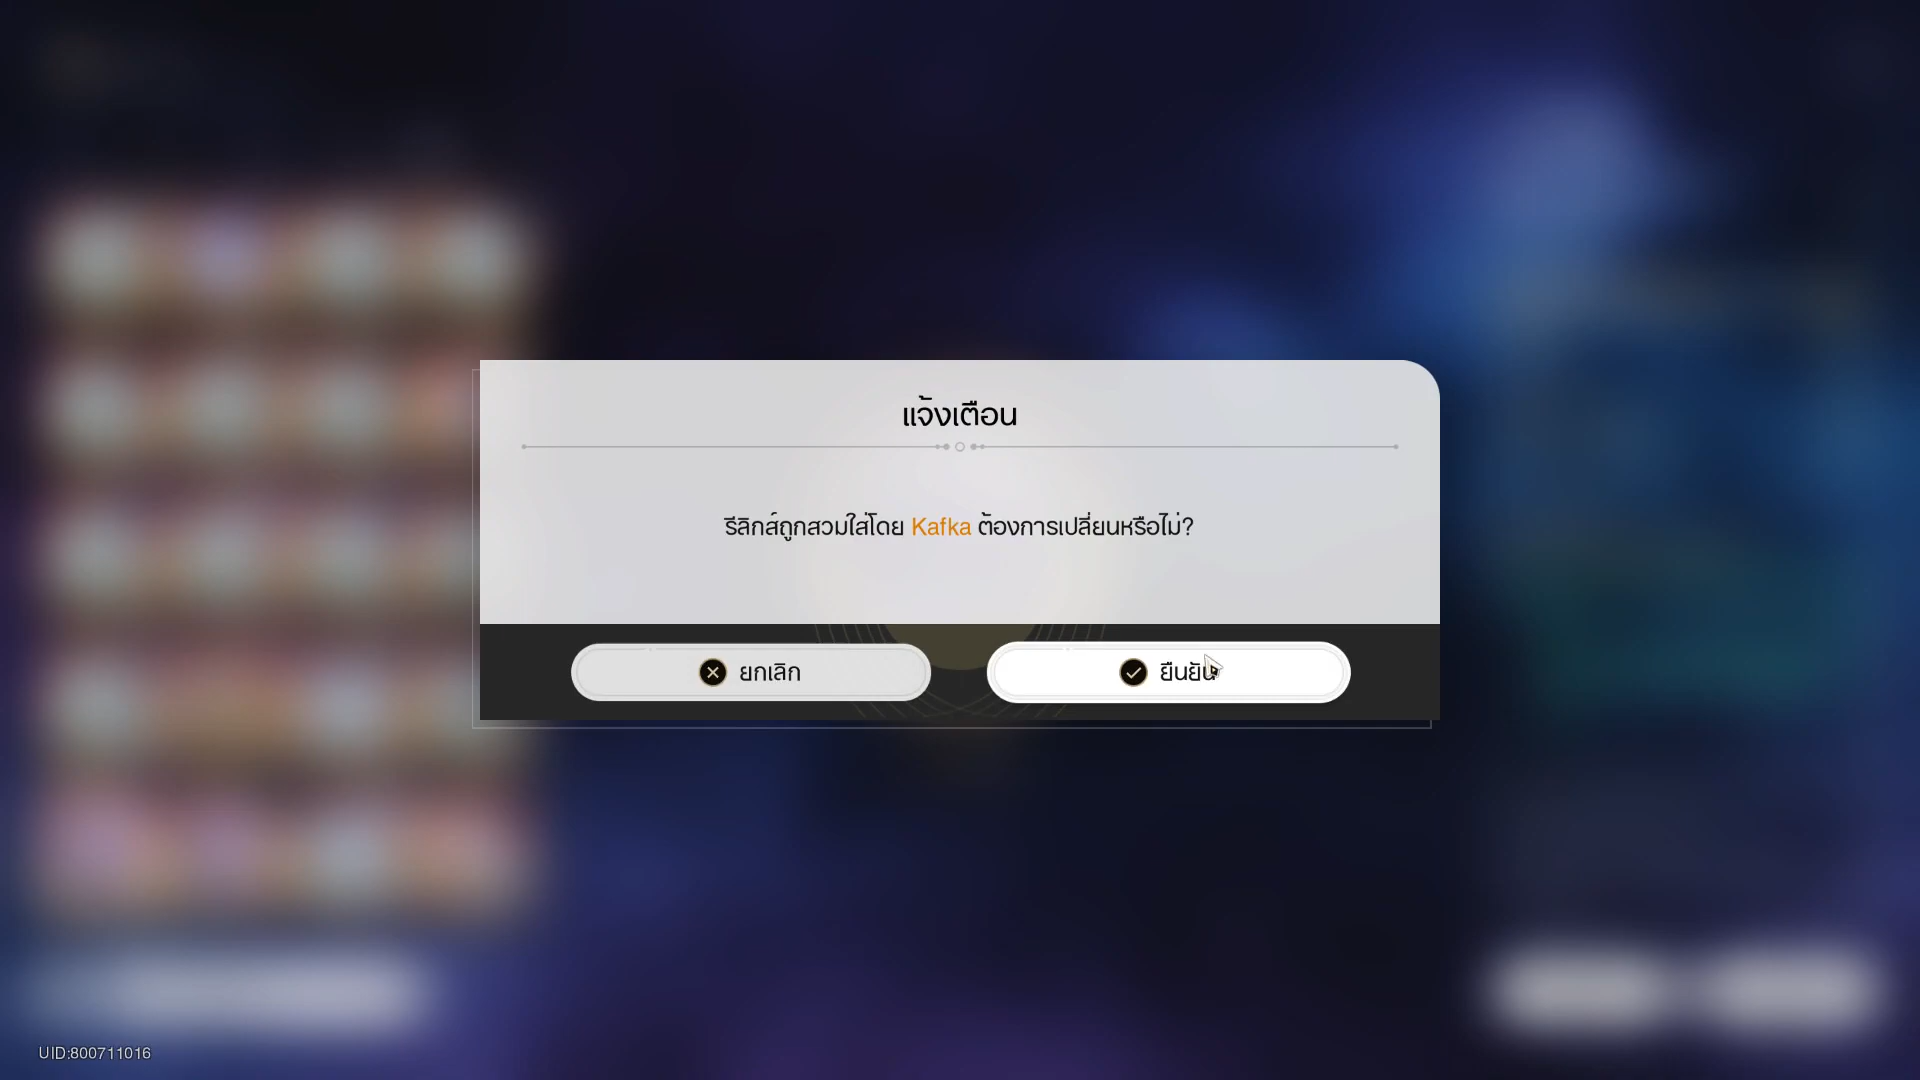 แจ้งเตือน
รีลิกส์ถูกสวมใส่โดย Kafka ต้องการเปลี่ยนหรือไม่?
ยกเลิก
ยืนยัน
UID:800711016